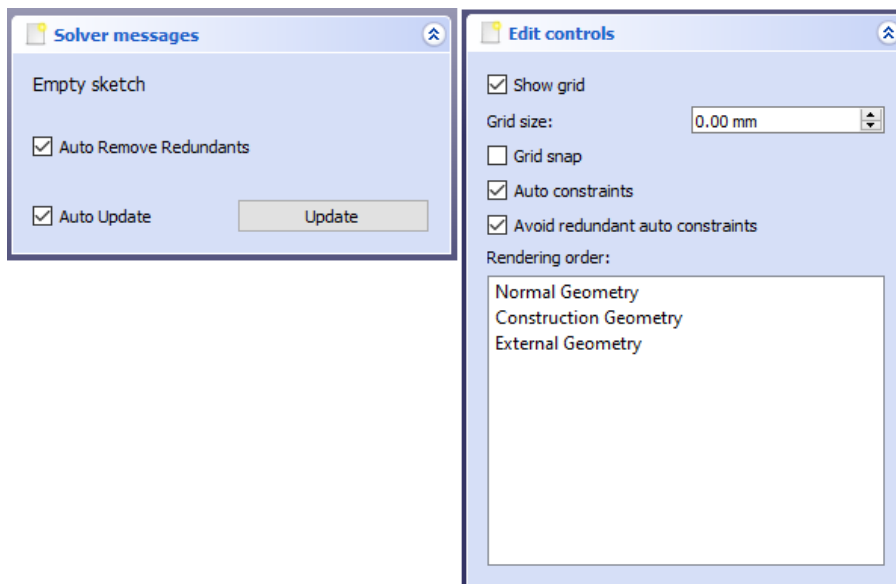 Solver messages
Empty sketch
Auto Remove Redundants
Auto Update
Update
Edit controls
Show grid
Grid size:
0.00 mm
Grid snap
Auto constraints
Avoid redundant auto constraints
Rendering order:
Normal Geometry
Construction Geometry
External Geometry